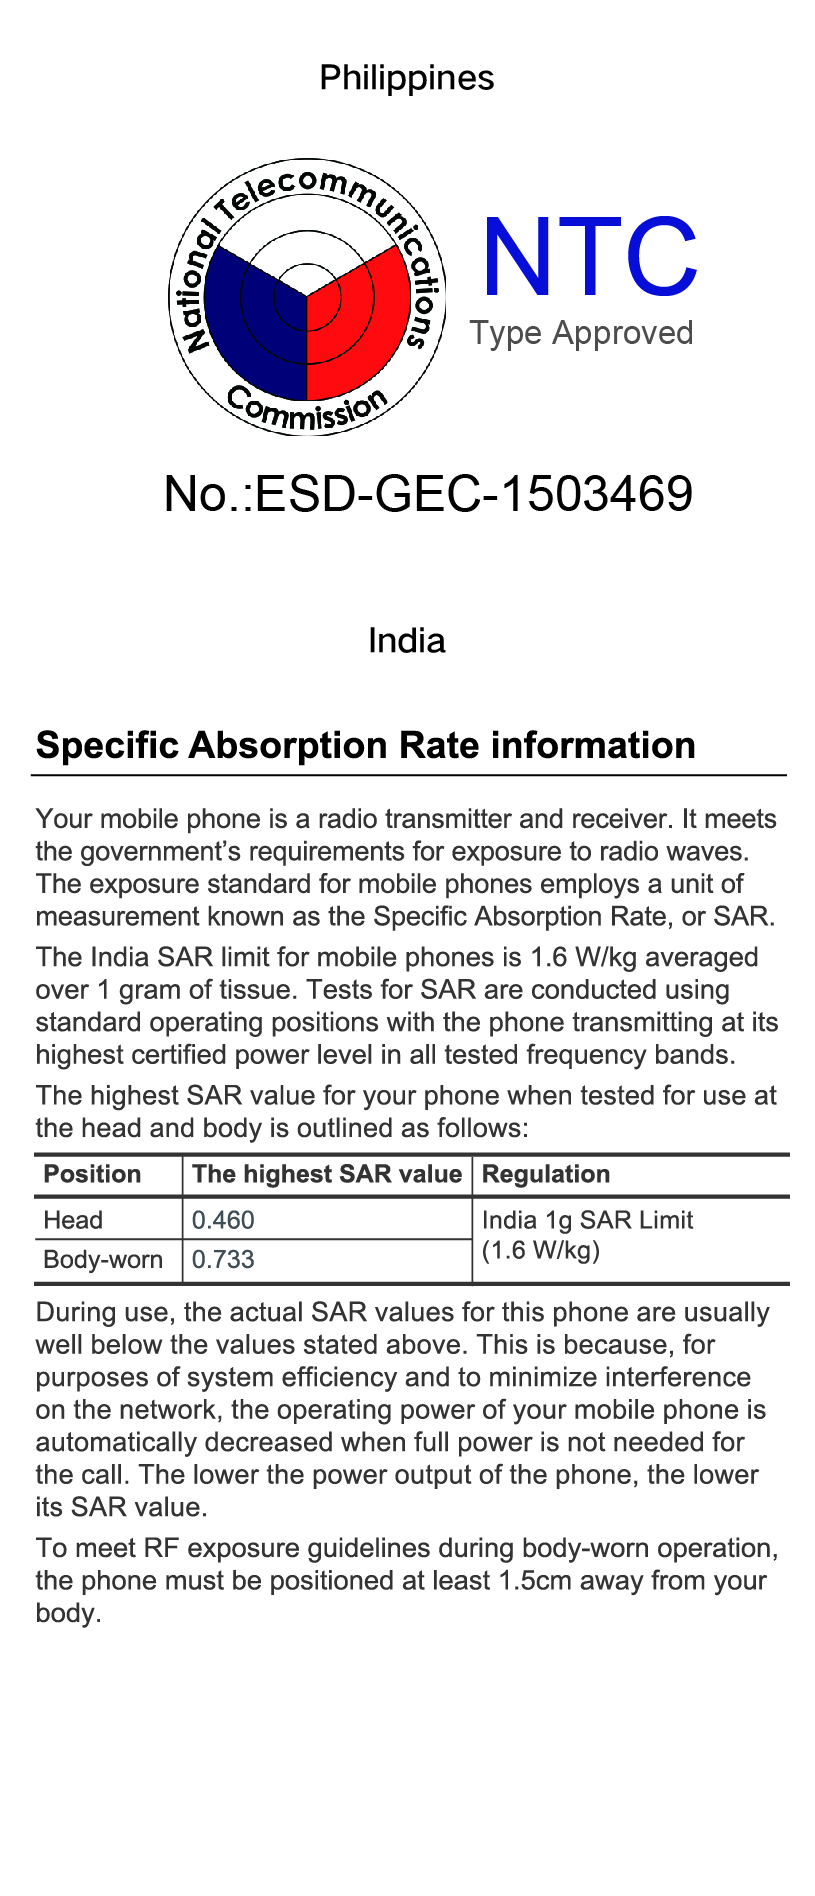 Philippines
National Telecommunications
Commission
NTC
Type Approved
No.:ESD-GEC-1503469
India
Specific Absorption Rate information
Your mobile phone is a radio transmitter and receiver. It meets
the government’s requirements for exposure to radio waves.
The exposure standard for mobile phones employs a unit of
measurement known as the Specific Absorption Rate, or SAR.
The India SAR limit for mobile phones is 1.6 W/kg averaged
over 1 gram of tissue. Tests for SAR are conducted using
standard operating positions with the phone transmitting at its
highest certified power level in all tested frequency bands.
The highest SAR value for your phone when tested for use at
the head and body is outlined as follows:
Position The highest SAR value Regulation
Head 0.460 India 1g SAR Limit
(1.6 W/kg)
Body-worn 0.733
During use, the actual SAR values for this phone are usually
well below the values stated above. This is because, for
purposes of system efficiency and to minimize interference
on the network, the operating power of your mobile phone is
automatically decreased when full power is not needed for
the call. The lower the power output of the phone, the lower
its SAR value.
To meet RF exposure guidelines during body-worn operation,
the phone must be positioned at least 1.5cm away from your
body.